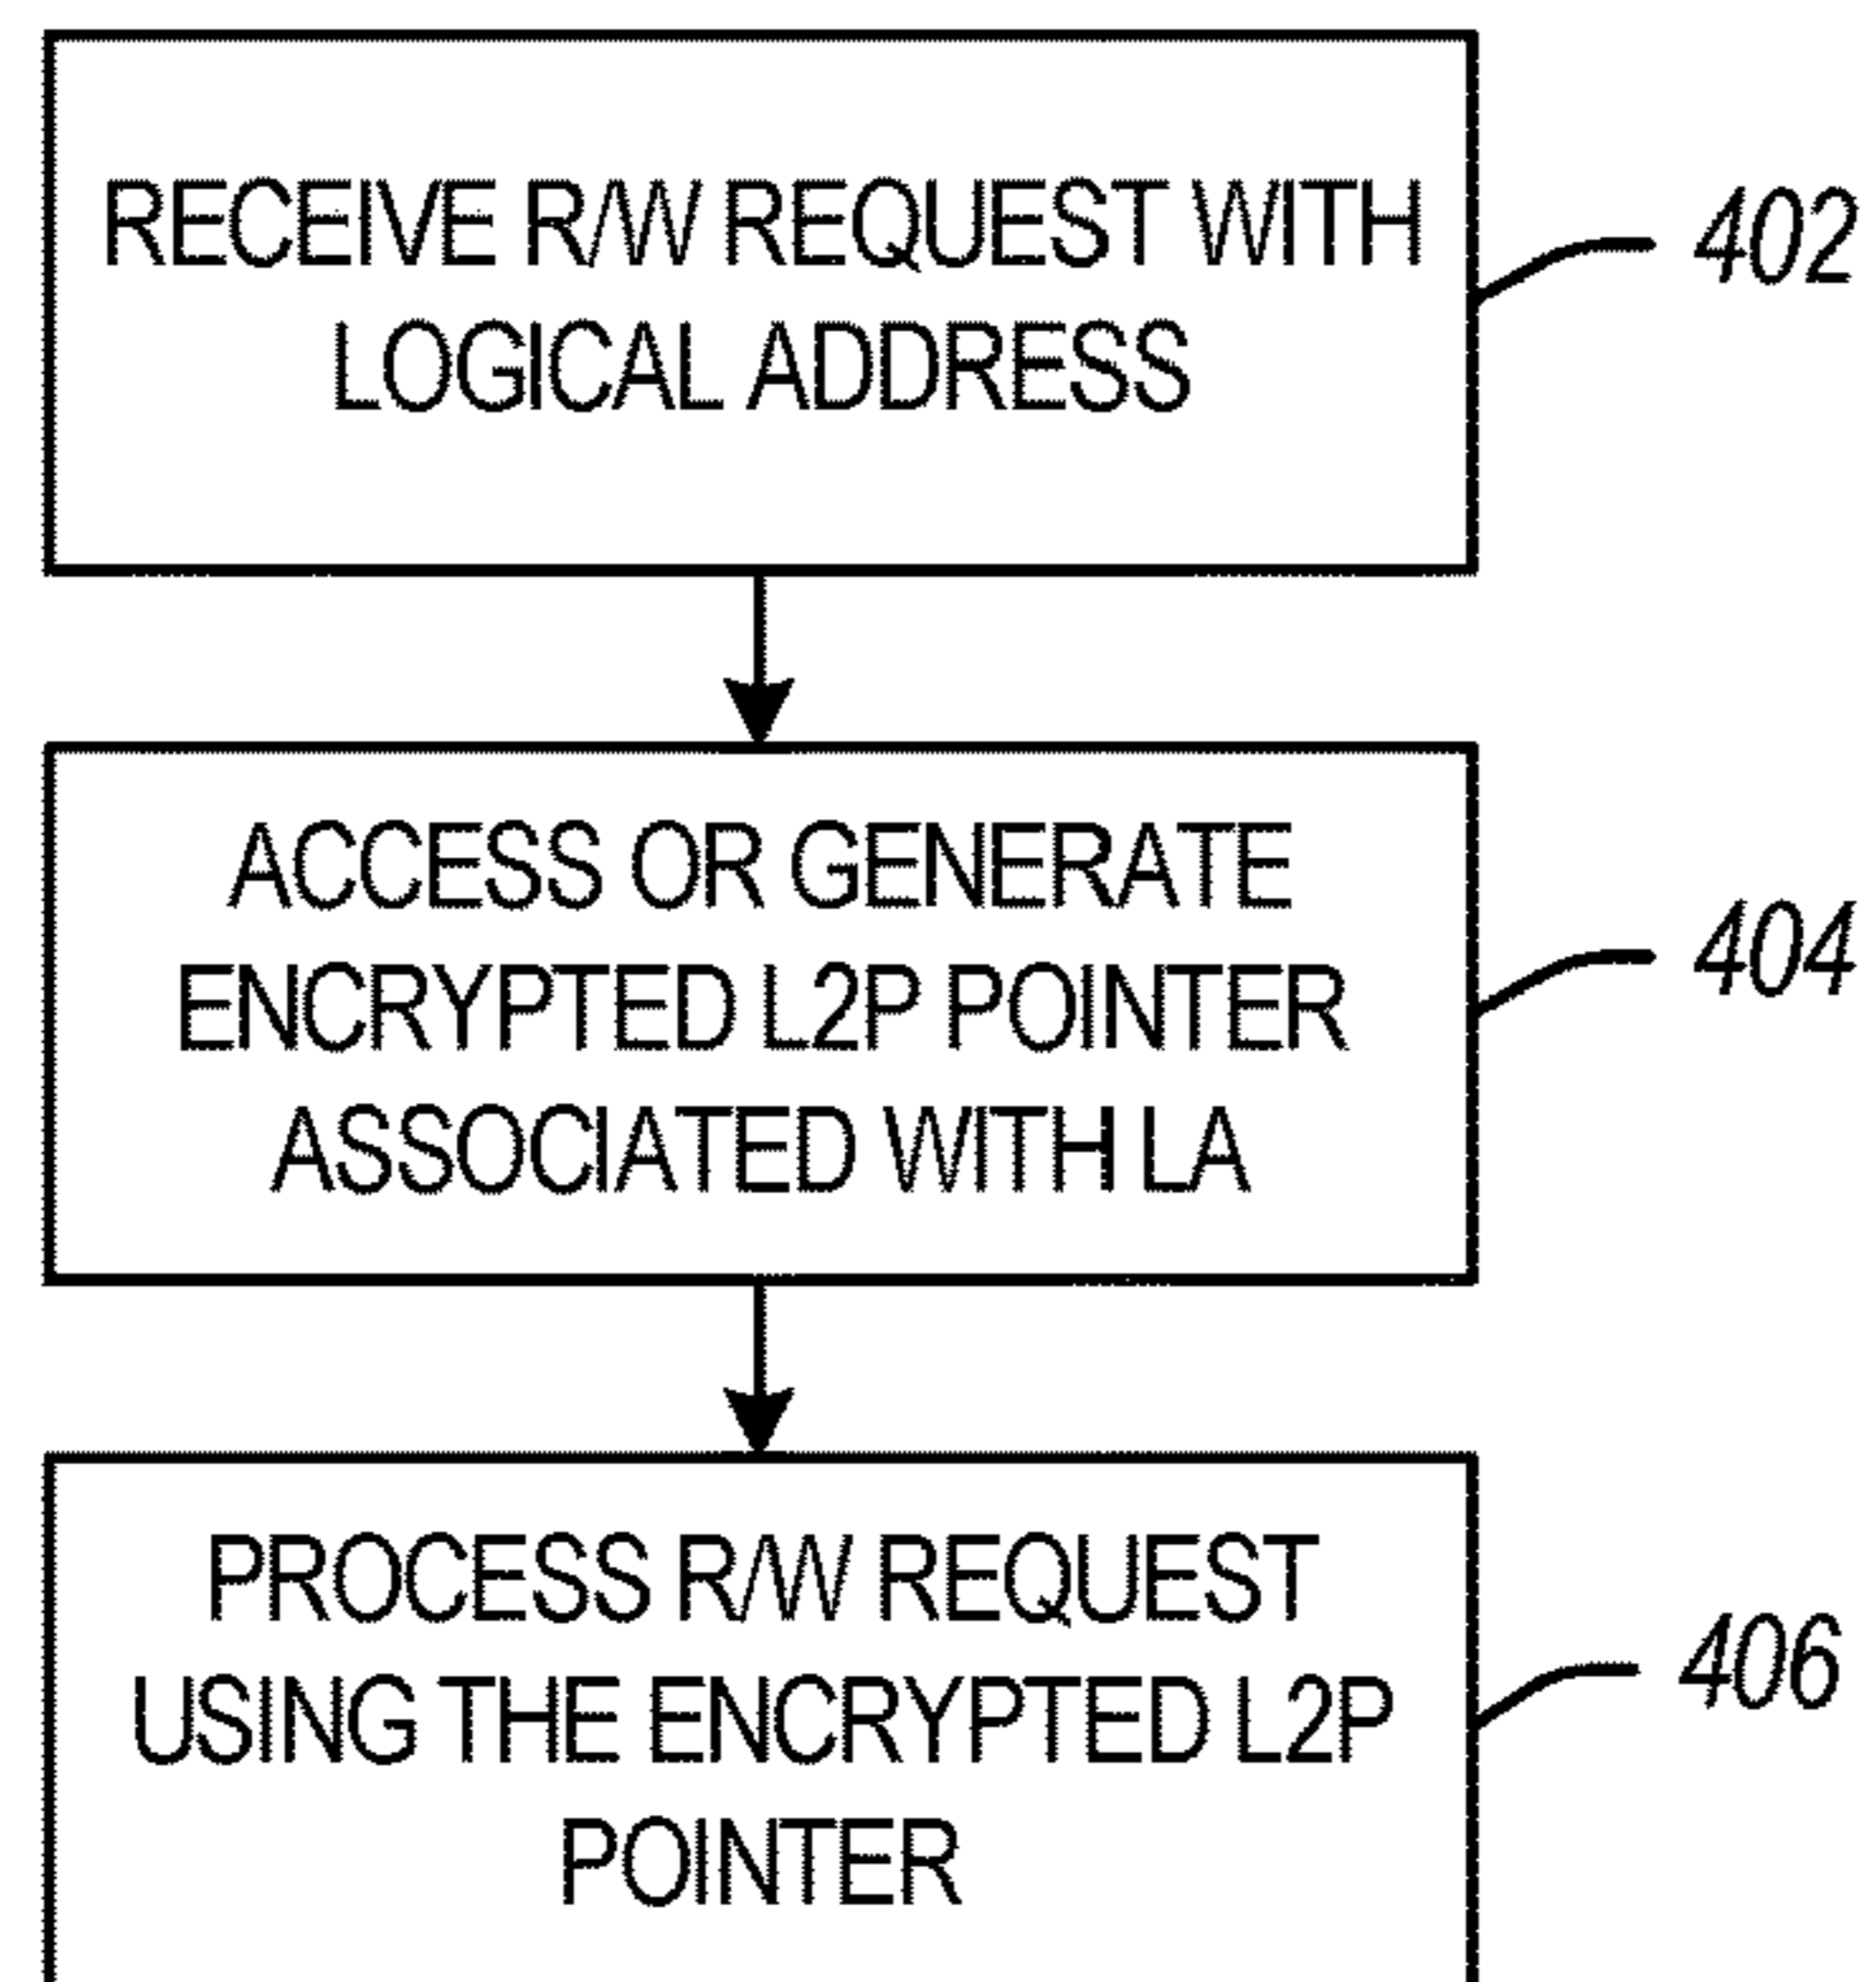 RECEIVE R/W REQUEST WITH
LOGICAL ADDRESS
402
ACCESS OR GENERATE
ENCRYPTED L2P POINTER
ASSOCIATED WITH LA
404
PROCESS R/W REQUEST
USING THE ENCRYPTED L2P
POINTER
406